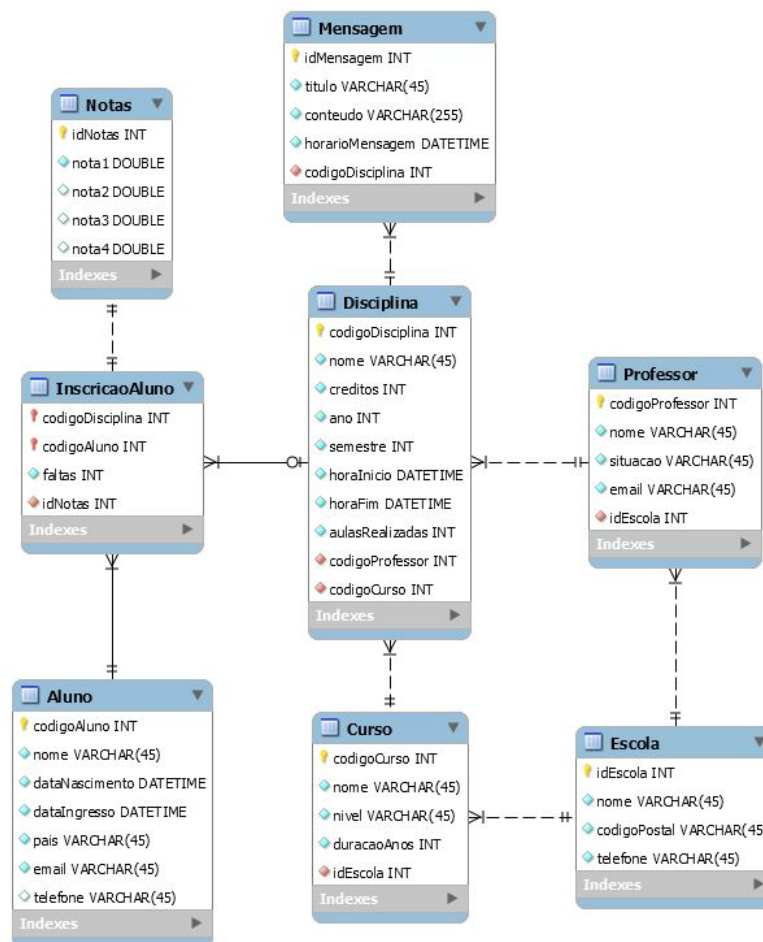 Mensagem
idMensagem INT
titulo VARCHAR(45)
conteudo VARCHAR(255)
horarioMensagem DATETIME
codigoDisciplina INT
Indexes
Notas
idNotas INT
nota1 DOUBLE
nota2 DOUBLE
nota3 DOUBLE
nota4 DOUBLE
Indexes
Disciplina
codigoDisciplina INT
nome VARCHAR(45)
creditos INT
ano INT
semestre INT
horaInicio DATETIME
horaFim DATETIME
aulasRealizadas INT
codigoProfessor INT
codigoCurso INT
Indexes
InscricaoAluno
codigoDisciplina INT
codigoAluno INT
faltas INT
idNotas INT
Indexes
Professor
codigoProfessor INT
nome VARCHAR(45)
situacao VARCHAR(45)
email VARCHAR(45)
idEscola INT
Indexes
Aluno
codigoAluno INT
nome VARCHAR(45)
dataNascimento DATETIME
dataIngresso DATETIME
pais VARCHAR(45)
email VARCHAR(45)
telefone VARCHAR(45)
Indexes
Curso
codigoCurso INT
nome VARCHAR(45)
nivel VARCHAR(45)
duracaoAnos INT
idEscola INT
Indexes
Escola
idEscola INT
nome VARCHAR(45)
codigoPostal VARCHAR(45)
telefone VARCHAR(45)
Indexes